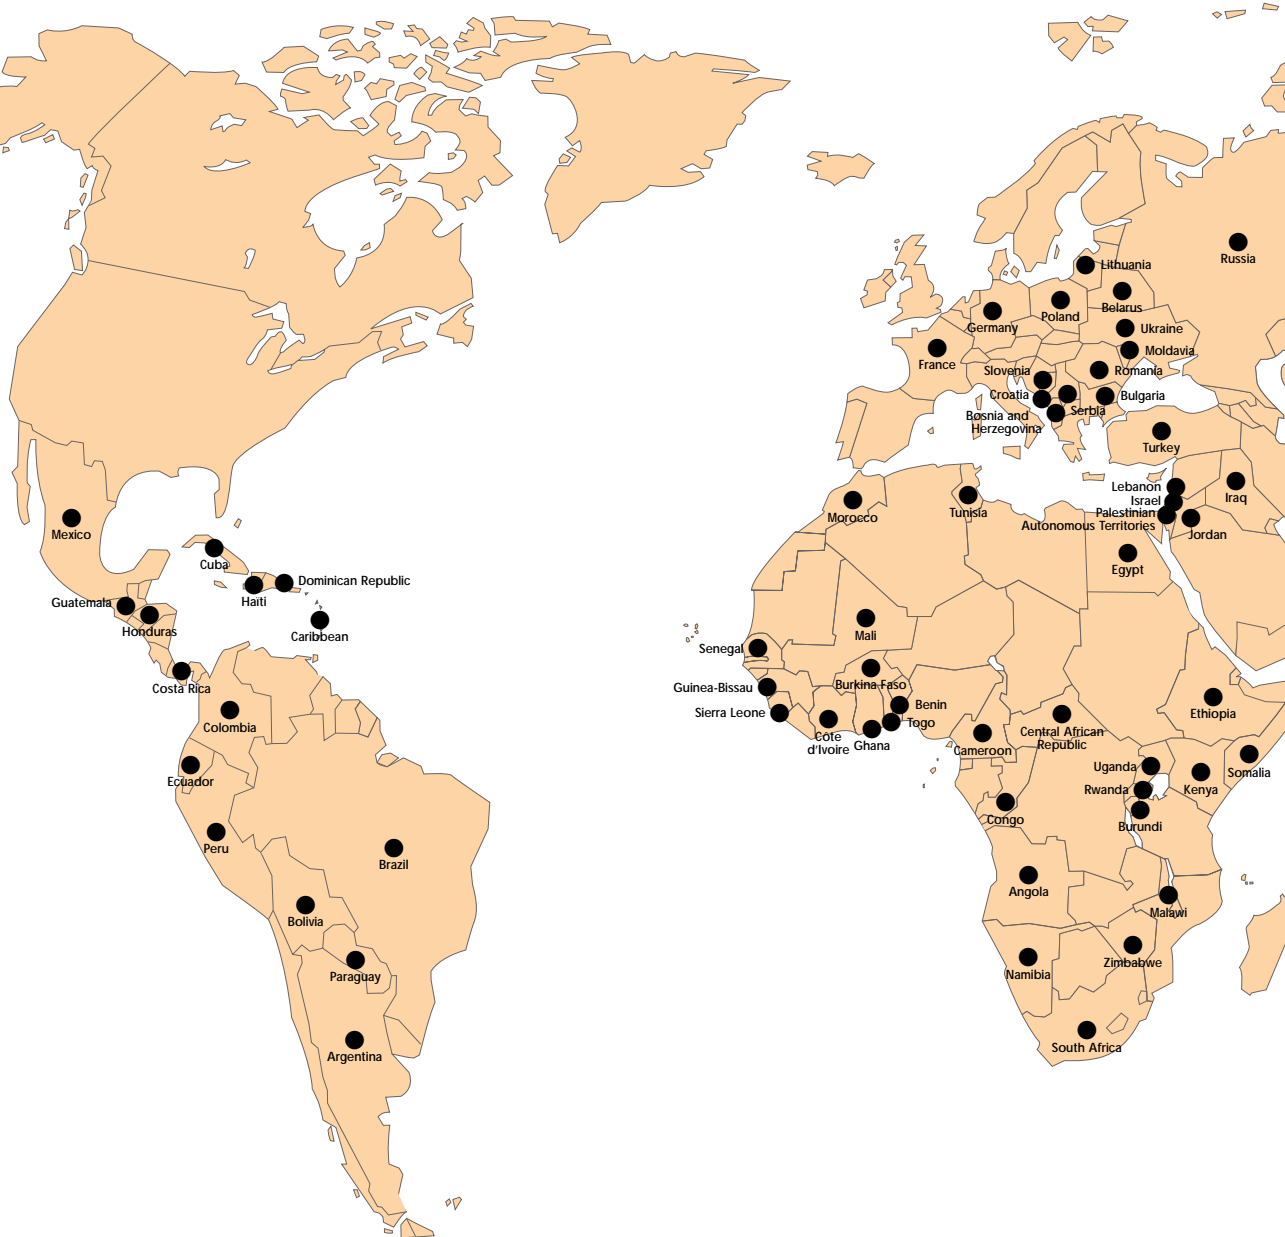 Russia
Lithuania
Belarus
Poland
Germany
Ukraine
Moldavia
France
Slovenia
Romania
Croatia
Bulgaria
Serbia
Bosnia and
Herzegovina
Turkey
Lebanon
Israel
Iraq
Palestinian
Autonomous Territories
Jordan
Morocco
Tunisia
Egypt
Mexico
Cuba
Dominican Republic
Haïti
Guatemala
Honduras
Caribbean
Costa Rica
Colombia
Ecuador
Peru
Brazil
Bolivia
Paraguay
Argentina
Mali
Senegal
Burkina Faso
Guinea-Bissau
Benin
Sierra Leone
Togo
Côte
d'Ivoire
Ghana
Cameroon
Central African
Republic
Ethiopia
Uganda
Somalia
Kenya
Rwanda
Burundi
Congo
Angola
Malawi
Zimbabwe
Namibia
South Africa